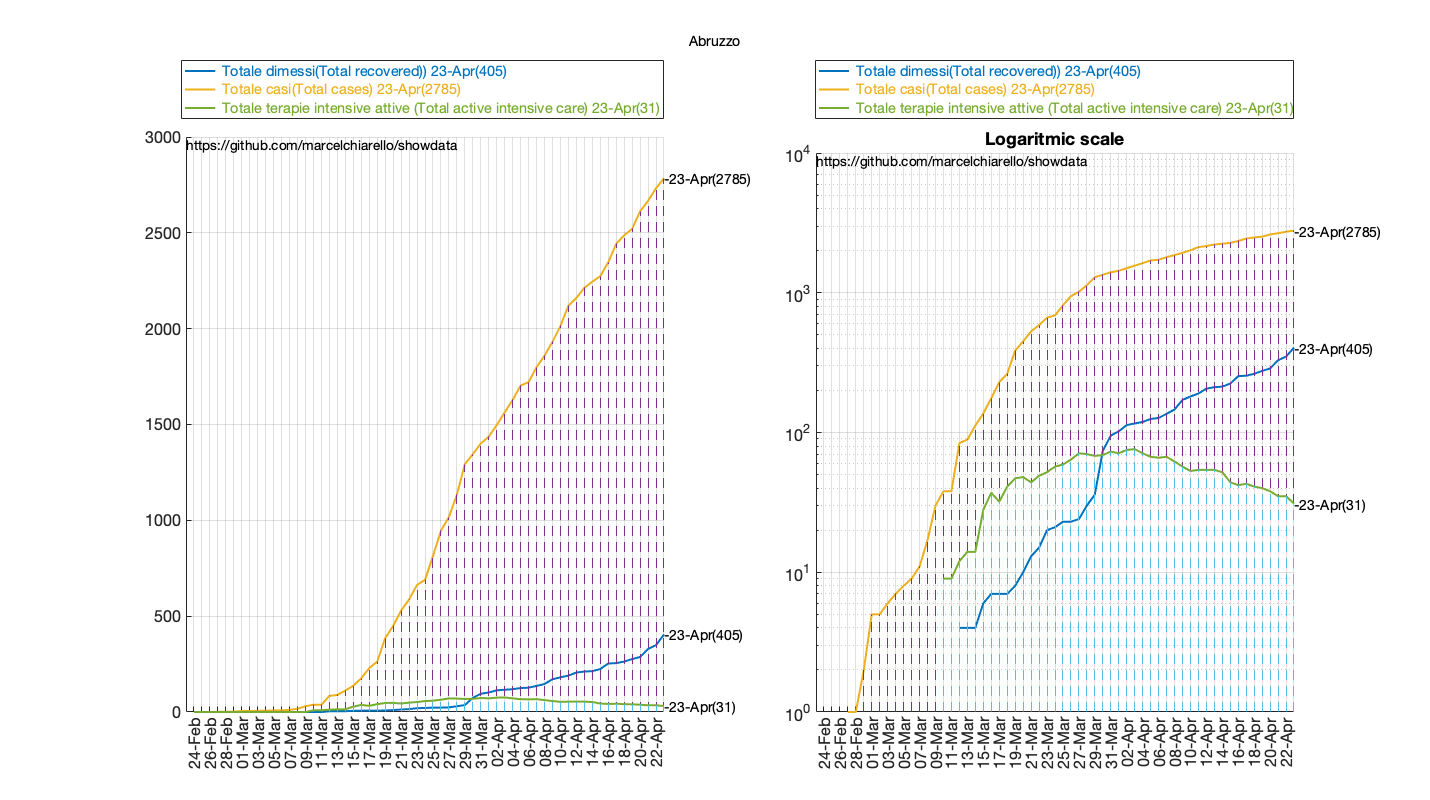 Abruzzo
Totale dimessi(Total recovered)) 23-Apr(405)
Totale casi(Total cases) 23-Apr(2785)
Totale terapie intensive attive (Total active intensive care) 23-Apr(31)
3000
2500
2000
1500
1000
500
0
https://github.com/marcelchiarello/showdata
-23-Apr(2785)
-23-Apr(405)
-23-Apr(31)
24-Feb
26-Feb
28-Feb
01-Mar
03-Mar
05-Mar
07-Mar
09-Mar
11-Mar
13-Mar
15-Mar
17-Mar
19-Mar
21-Mar
23-Mar
25-Mar
27-Mar
29-Mar
31-Mar
02-Apr
04-Apr
06-Apr
08-Apr
10-Apr
12-Apr
14-Apr
16-Apr
18-Apr
20-Apr
22-Apr
Totale dimessi(Total recovered)) 23-Apr(405)
Totale casi(Total cases) 23-Apr(2785)
Totale terapie intensive attive (Total active intensive care) 23-Apr(31)
Logaritmic scale
10^4
10^3
10^2
10^1
10^0
https://github.com/marcelchiarello/showdata
-23-Apr(2785)
-23-Apr(405)
-23-Apr(31)
24-Feb
26-Feb
28-Feb
01-Mar
03-Mar
05-Mar
07-Mar
09-Mar
11-Mar
13-Mar
15-Mar
17-Mar
19-Mar
21-Mar
23-Mar
25-Mar
27-Mar
29-Mar
31-Mar
02-Apr
04-Apr
06-Apr
08-Apr
10-Apr
12-Apr
14-Apr
16-Apr
18-Apr
20-Apr
22-Apr